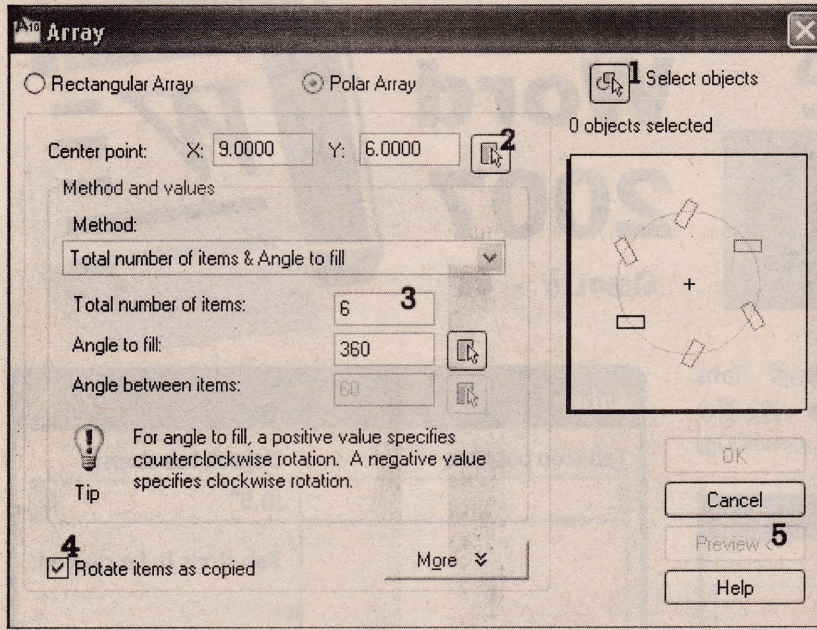 A10 Array
Rectangular Array Polar Array 1 Select objects
0 objects selected
Center point: X: 9.0000 Y: 6.0000 2
Method and values
Method:
Total number of items & Angle to fill
Total number of items: 6 3
Angle to fill: 360
Angle between items: 60
Tip
For angle to fill, a positive value specifies
counterclockwise rotation. A negative value
specifies clockwise rotation.
4
Rotate items as copied More
OK
Cancel
Preview < 5
Help